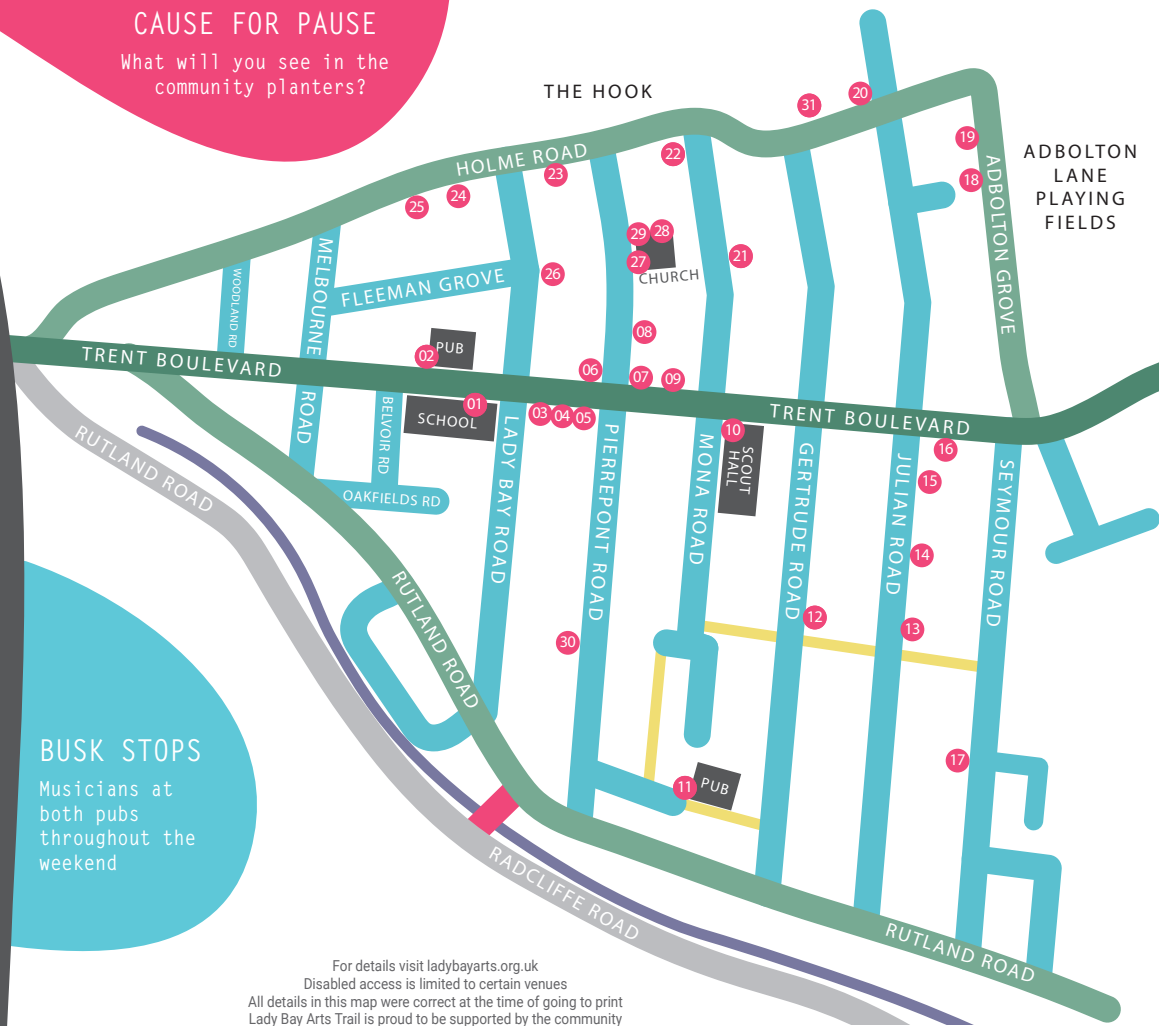 CAUSE FOR PAUSE
What will you see in the
community planters?
THE HOOK
31
20
19
18
ADBOLTON
LANE
PLAYING
FIELDS
HOLME ROAD
22
23
24
25
ADBOLTON GROVE
29
28
27
CHURCH
21
26
WOODLAND RD
MELBOURNE ROAD
FLEEMAN GROVE
08
02
PUB
06
07
09
TRENT BOULEVARD
TRENT BOULEVARD
01
SCHOOL
03
04
05
10
SCOUT
HALL
16
15
14
BELVOIR RD
OAKFIELDS RD
LADY BAY ROAD
PIERREPONT ROAD
MONA ROAD
GERTRUDE ROAD
JULIAN ROAD
SEYMOUR ROAD
RUTLAND ROAD
RUTLAND ROAD
12
13
30
17
11
PUB
BUSK STOPS
Musicians at
both pubs
throughout the
weekend
RADCLIFFE ROAD
RUTLAND ROAD
For details visit ladybayarts.org.uk
Disabled access is limited to certain venues
All details in this map were correct at the time of going to print
Lady Bay Arts Trail is proud to be supported by the community